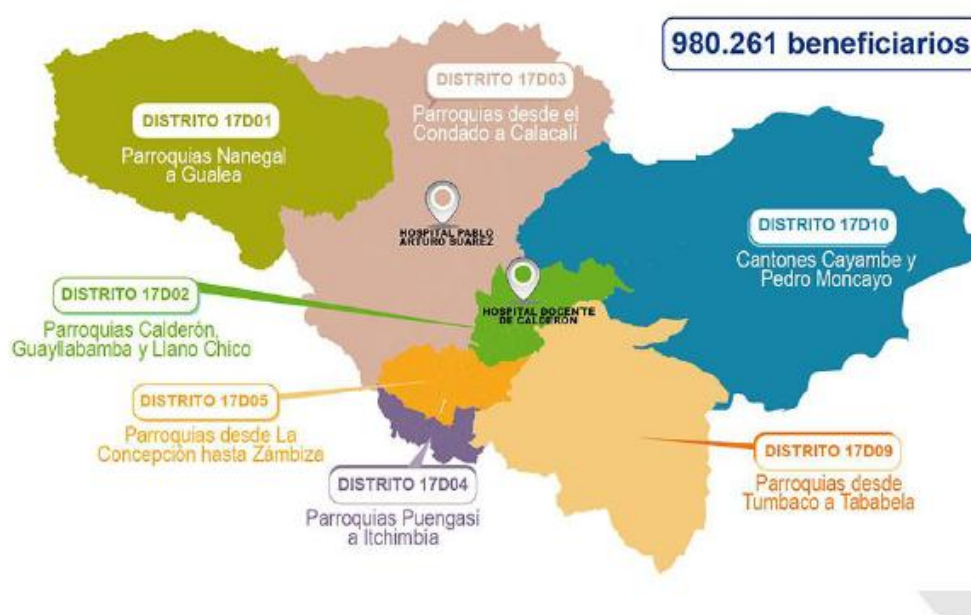 980.261 beneficiarios
DISTRITO 17D03
Parroquias desde el
Condado a Calacalí
DISTRITO 17D01
Parroquias Nanegal
a Gualea
HOSPITAL PABLO
ARTURO SUAREZ
DISTRITO 17D10
Cantones Cayambe y
Pedro Moncayo
DISTRITO 17D02
Parroquias Calderón,
Guayllabamba y Llano Chico
HOSPITAL DOCENTE
DE CALDERÓN
DISTRITO 17D05
Parroquias desde La
Concepción hasta Zámbiza
DISTRITO 17D09
Parroquias desde
Tumbaco a Tababela
DISTRITO 17D04
Parroquias Puengasí
a Itchimbia